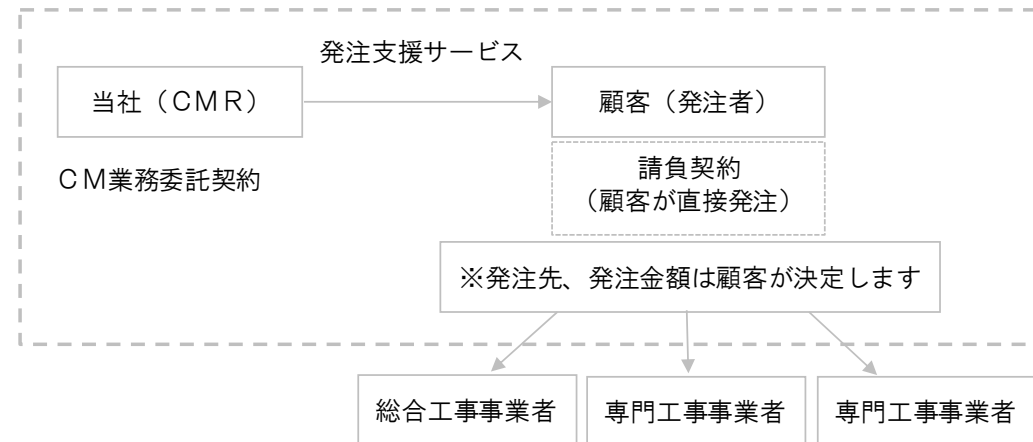 発注支援サービス
当社（ＣＭＲ）
顧客（発注者）
ＣＭ業務委託契約
請負契約
（顧客が直接発注）
※発注先、発注金額は顧客が決定します
総合工事事業者
専門工事事業者
専門工事事業者